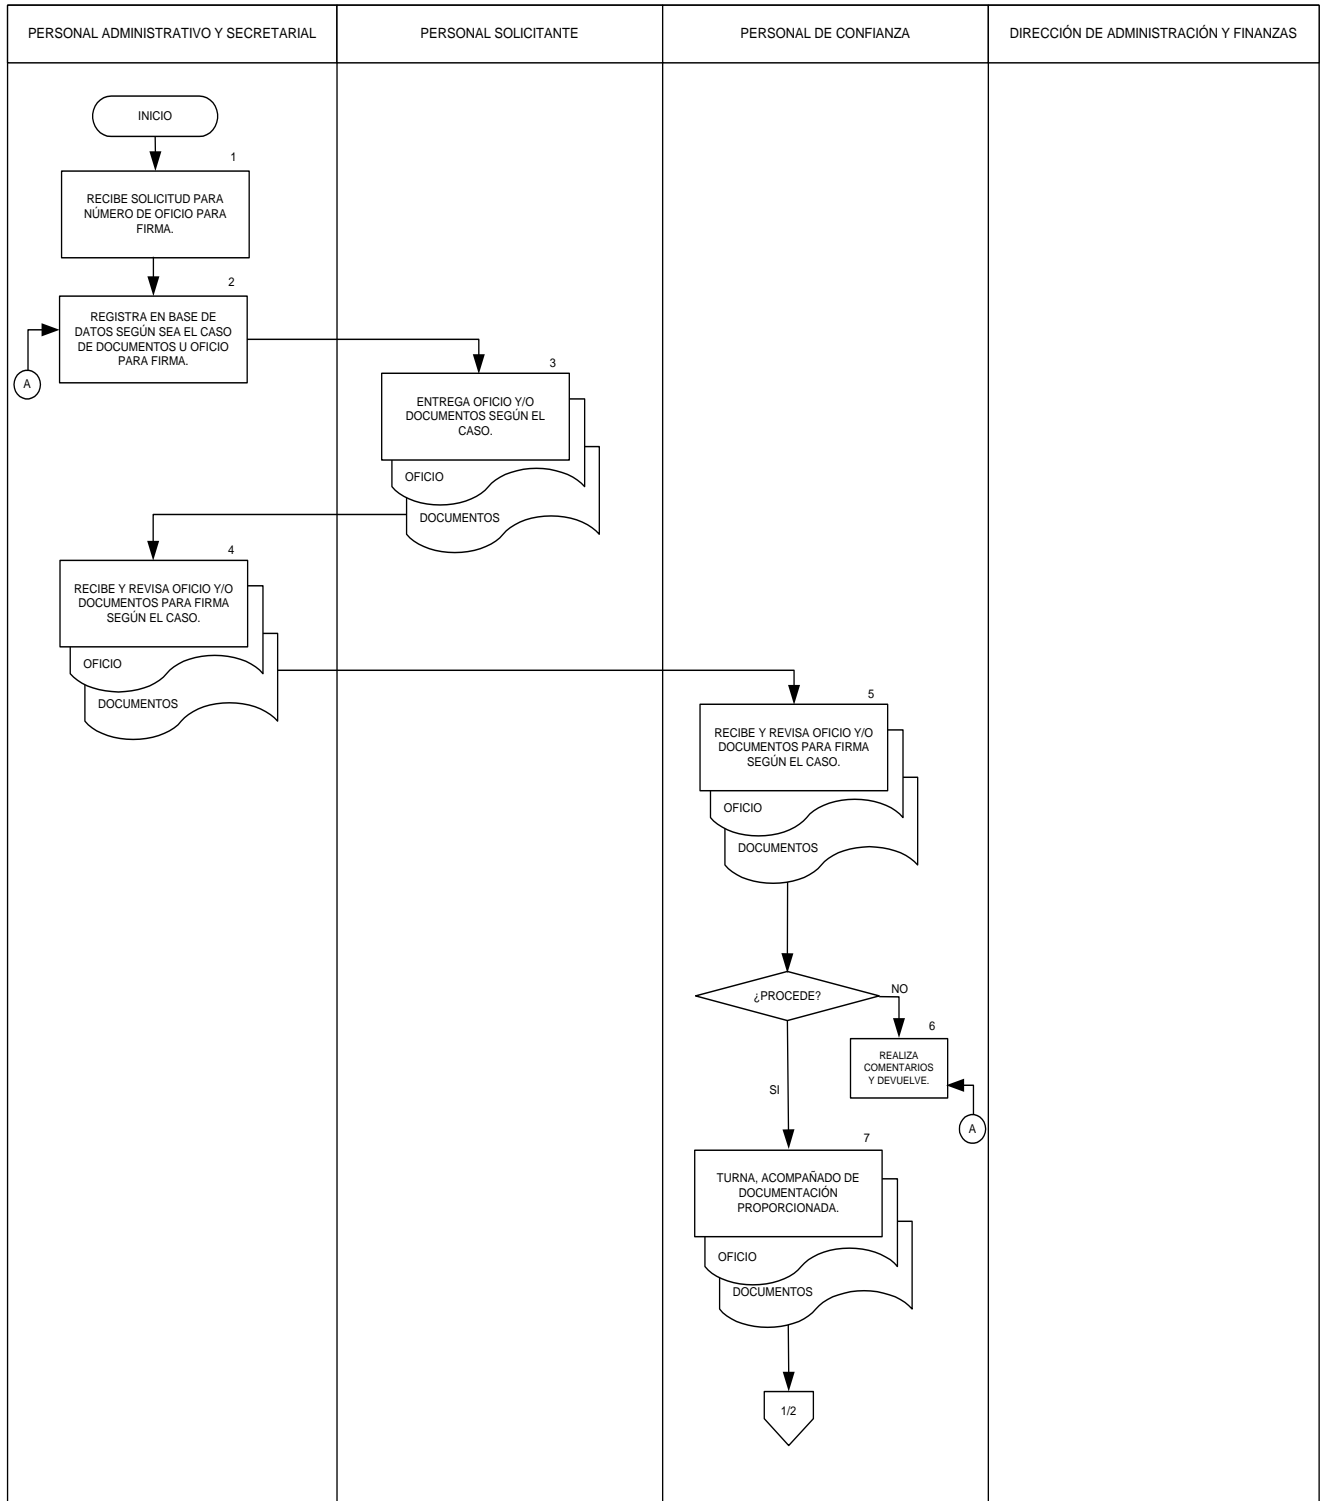 PERSONAL ADMINISTRATIVO Y SECRETARIAL
PERSONAL SOLICITANTE
PERSONAL DE CONFIANZA
DIRECCIÓN DE ADMINISTRACIÓN Y FINANZAS
INICIO
1
RECIBE SOLICITUD PARA
NÚMERO DE OFICIO PARA
FIRMA.
2
REGISTRA EN BASE DE
DATOS SEGÚN SEA EL CASO
DE DOCUMENTOS U OFICIO
PARA FIRMA.
A
3
ENTREGA OFICIO Y/O
DOCUMENTOS SEGÚN EL
CASO.
OFICIO
DOCUMENTOS
4
RECIBE Y REVISA OFICIO Y/O
DOCUMENTOS PARA FIRMA
SEGÚN EL CASO.
OFICIO
DOCUMENTOS
5
RECIBE Y REVISA OFICIO Y/O
DOCUMENTOS PARA FIRMA
SEGÚN EL CASO.
OFICIO
DOCUMENTOS
¿PROCEDE?
NO
6
REALIZA
COMENTARIOS
Y DEVUELVE.
A
SI
7
TURNA, ACOMPAÑADO DE
DOCUMENTACIÓN
PROPORCIONADA.
OFICIO
DOCUMENTOS
1/2